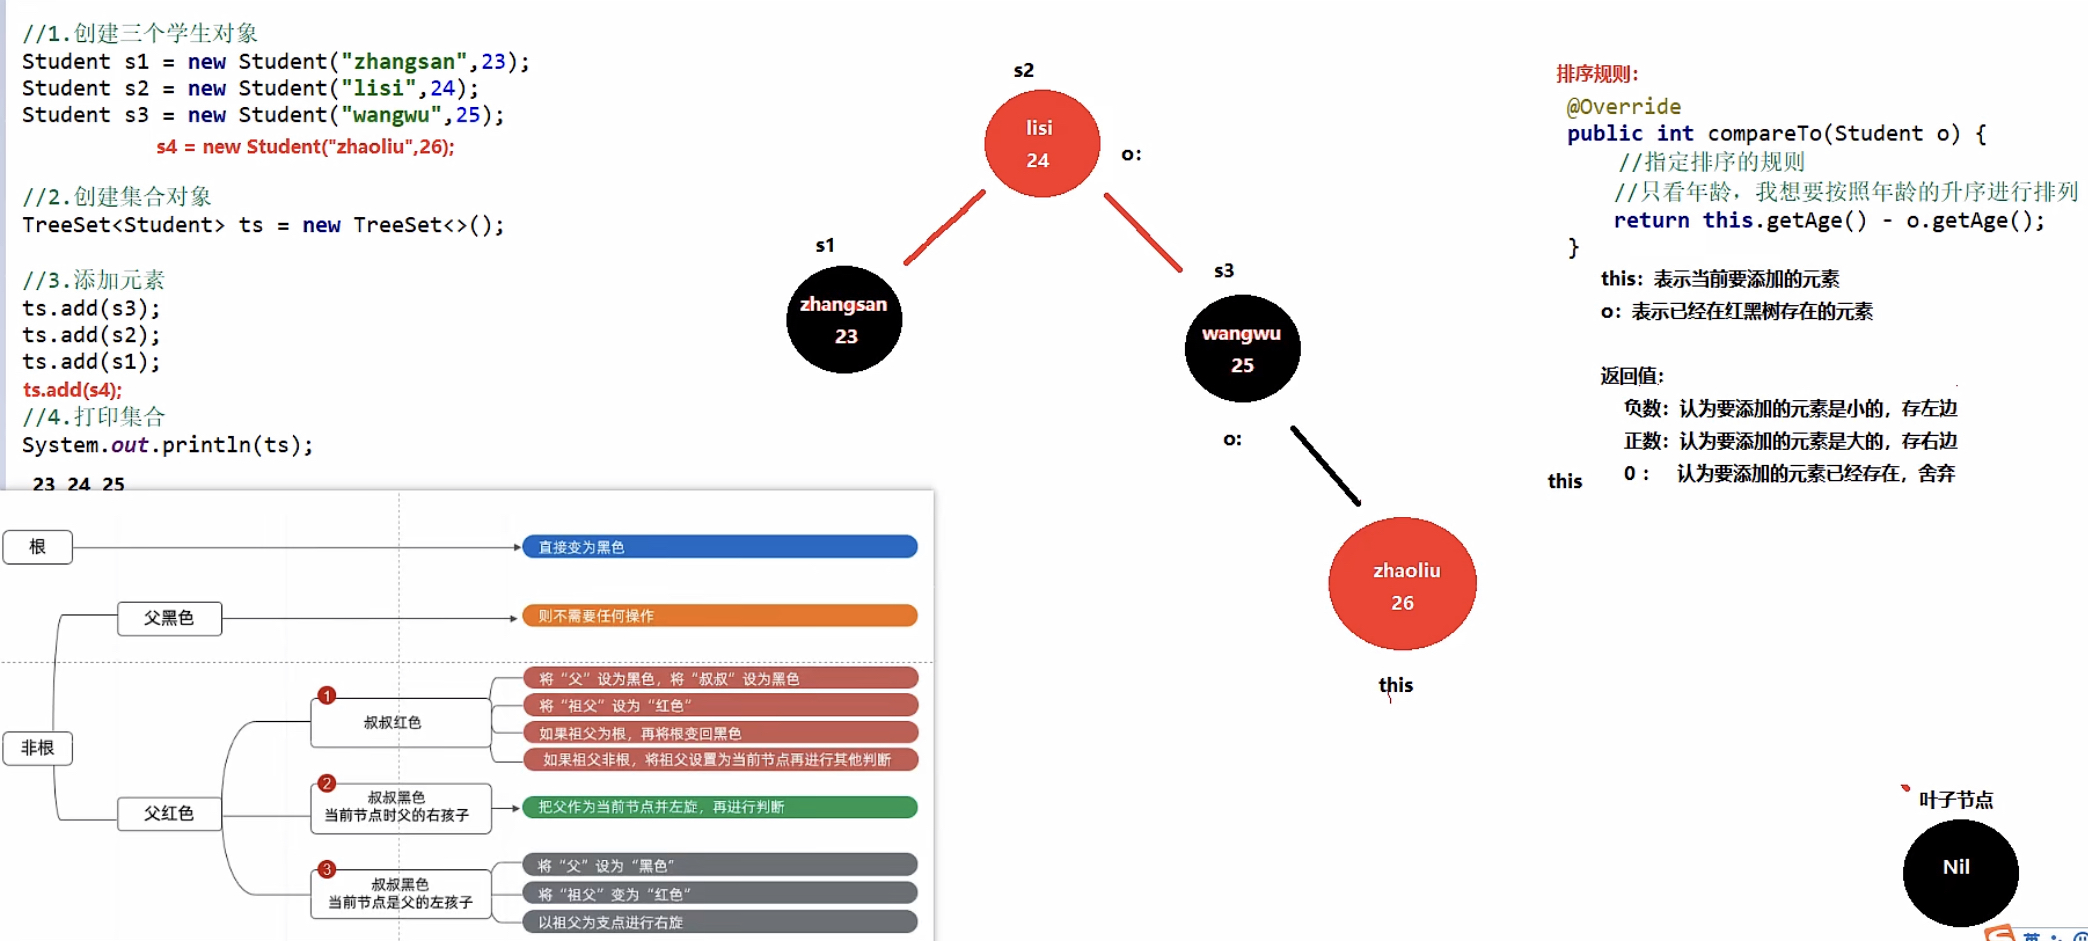 //1.创建三个学生对象
Student s1 = new Student("zhangsan",23);
Student s2 = new Student("lisi",24);
Student s3 = new Student("wangwu",25);
s4 = new Student("zhaoliu",26);
//2.创建集合对象
TreeSet<Student> ts = new TreeSet<>();
//3.添加元素
ts.add(s3);
ts.add(s2);
ts.add(s1);
ts.add(s4);
//4.打印集合
System.out.println(ts);
23 24 25
s2
lisi
24
o:
s1
zhangsan
23
s3
wangwu
25
o:
zhaoliu
26
this
排序规则:
@Override
public int compareTo(Student o) {
//指定排序的规则
//只看年龄，我想要按照年龄的升序进行排列
return this.getAge() - o.getAge();
}
this：表示当前要添加的元素
o：表示已经在红黑树存在的元素
返回值：
负数：认为要添加的元素是小的，存左边
正数：认为要添加的元素是大的，存右边
0 ： 认为要添加的元素已经存在，舍弃
this
根
直接变为黑色
父黑色
则不需要任何操作
非根
父红色
1
叔叔红色
将“父”设为黑色，将“叔叔”设为黑色
将“祖父”设为“红色”
如果祖父为根，再将根变回黑色
如果祖父非根，将祖父设置为当前节点再进行其他判断
2
叔叔黑色
当前节点时父的右孩子
把父作为当前节点并左旋，再进行判断
3
叔叔黑色
当前节点是父的左孩子
将“父”设为“黑色”
将“祖父”变为“红色”
以祖父为支点进行右旋
叶子节点
Nil
英